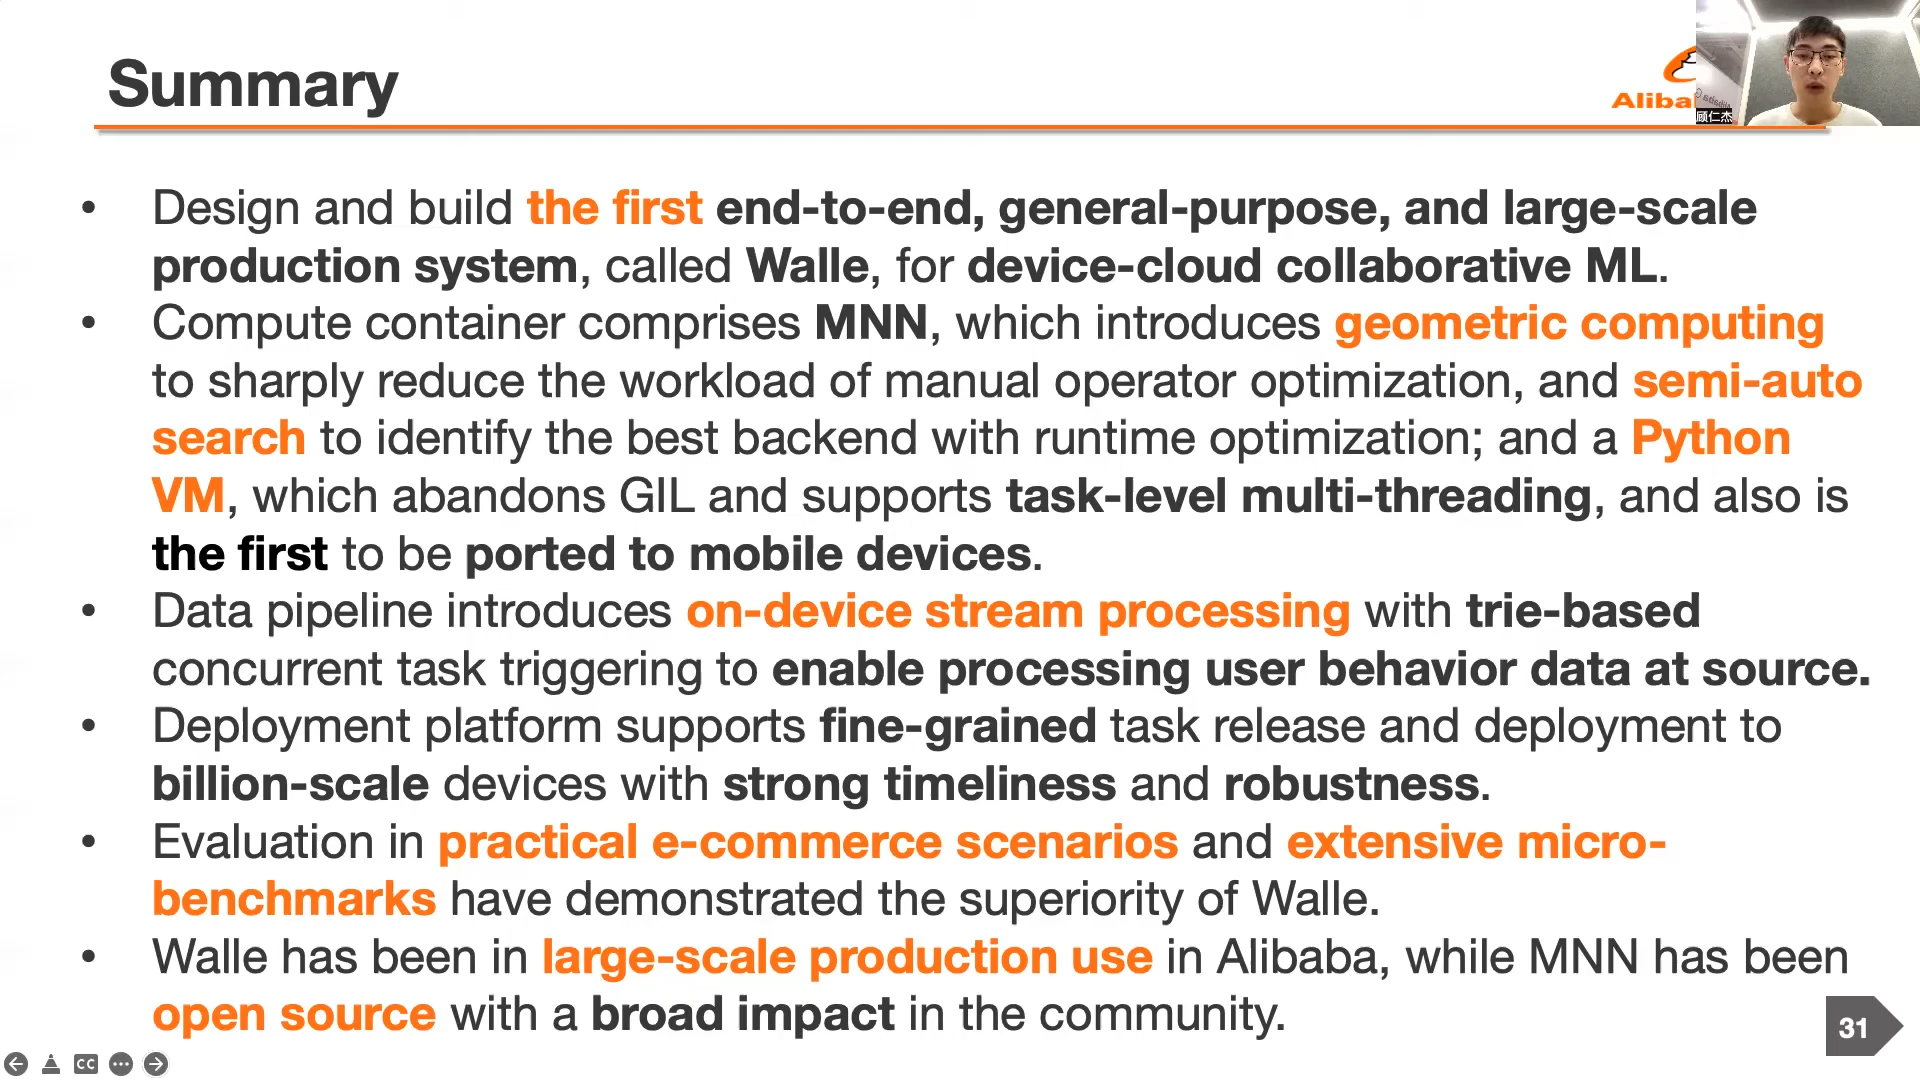 Summary
Aliba
顾仁杰
• Design and build the first end-to-end, general-purpose, and large-scale
production system, called Walle, for device-cloud collaborative ML.
• Compute container comprises MNN, which introduces geometric computing
to sharply reduce the workload of manual operator optimization, and semi-auto
search to identify the best backend with runtime optimization; and a Python
VM, which abandons GIL and supports task-level multi-threading, and also is
the first to be ported to mobile devices.
• Data pipeline introduces on-device stream processing with trie-based
concurrent task triggering to enable processing user behavior data at source.
• Deployment platform supports fine-grained task release and deployment to
billion-scale devices with strong timeliness and robustness.
• Evaluation in practical e-commerce scenarios and extensive micro-
benchmarks have demonstrated the superiority of Walle.
• Walle has been in large-scale production use in Alibaba, while MNN has been
open source with a broad impact in the community.
31
CC